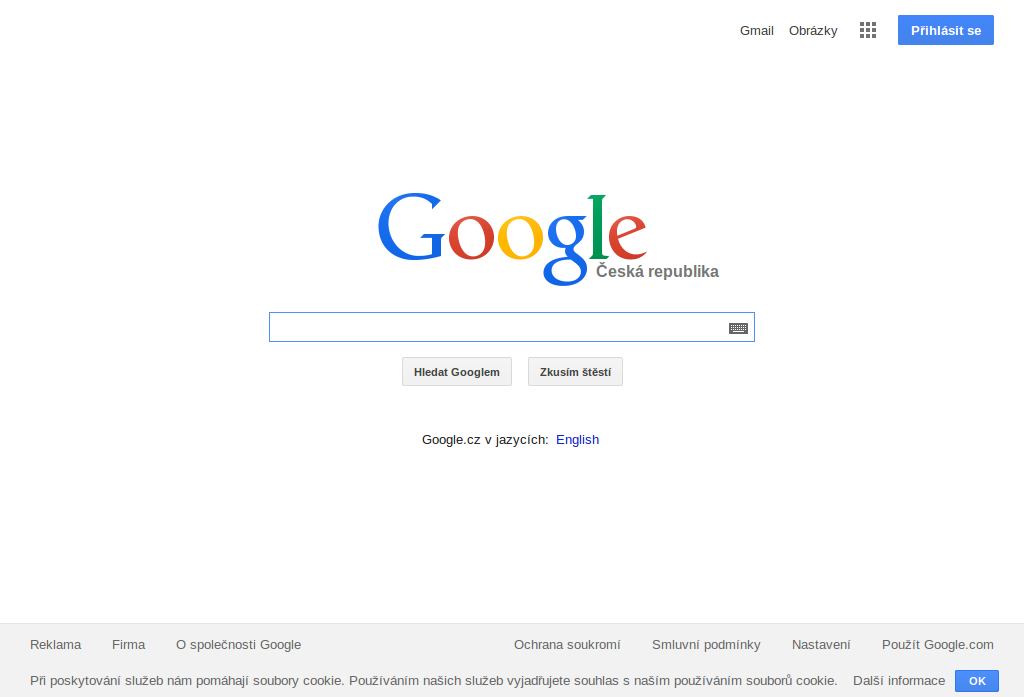 Gmail Obrázky Přihlásit se
Google
Česká republika
Hledat Googlem Zkusím štěstí
Google.cz v jazycích: English
Reklama Firma O společnosti Google Ochrana soukromí Smluvní podmínky Nastavení Použít Google.com
Při poskytování služeb nám pomáhají soubory cookie. Používáním našich služeb vyjadřujete souhlas s naším používáním souborů cookie. Další informace OK